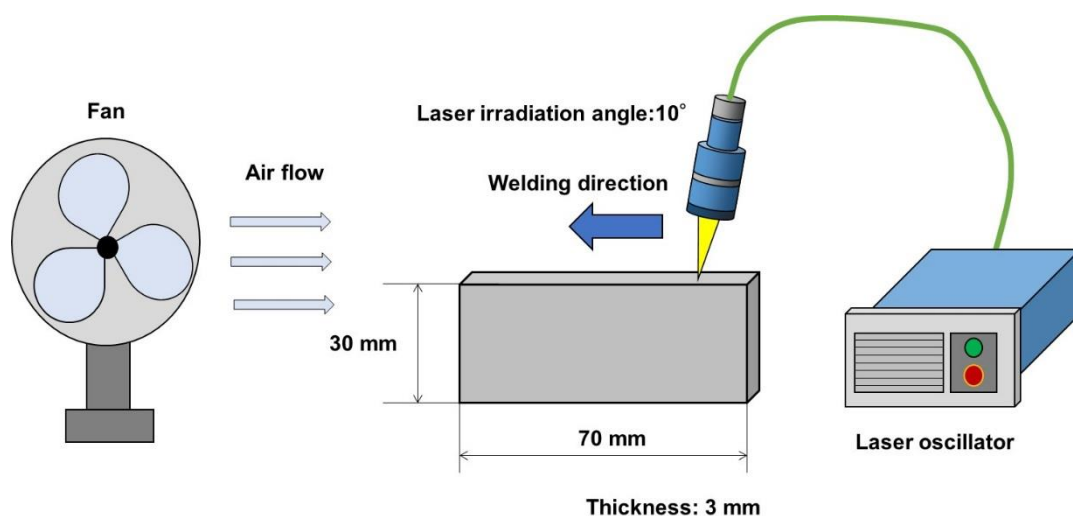 Fan
Laser irradiation angle:10°
Air flow
Welding direction
30 mm
70 mm
Laser oscillator
Thickness: 3 mm